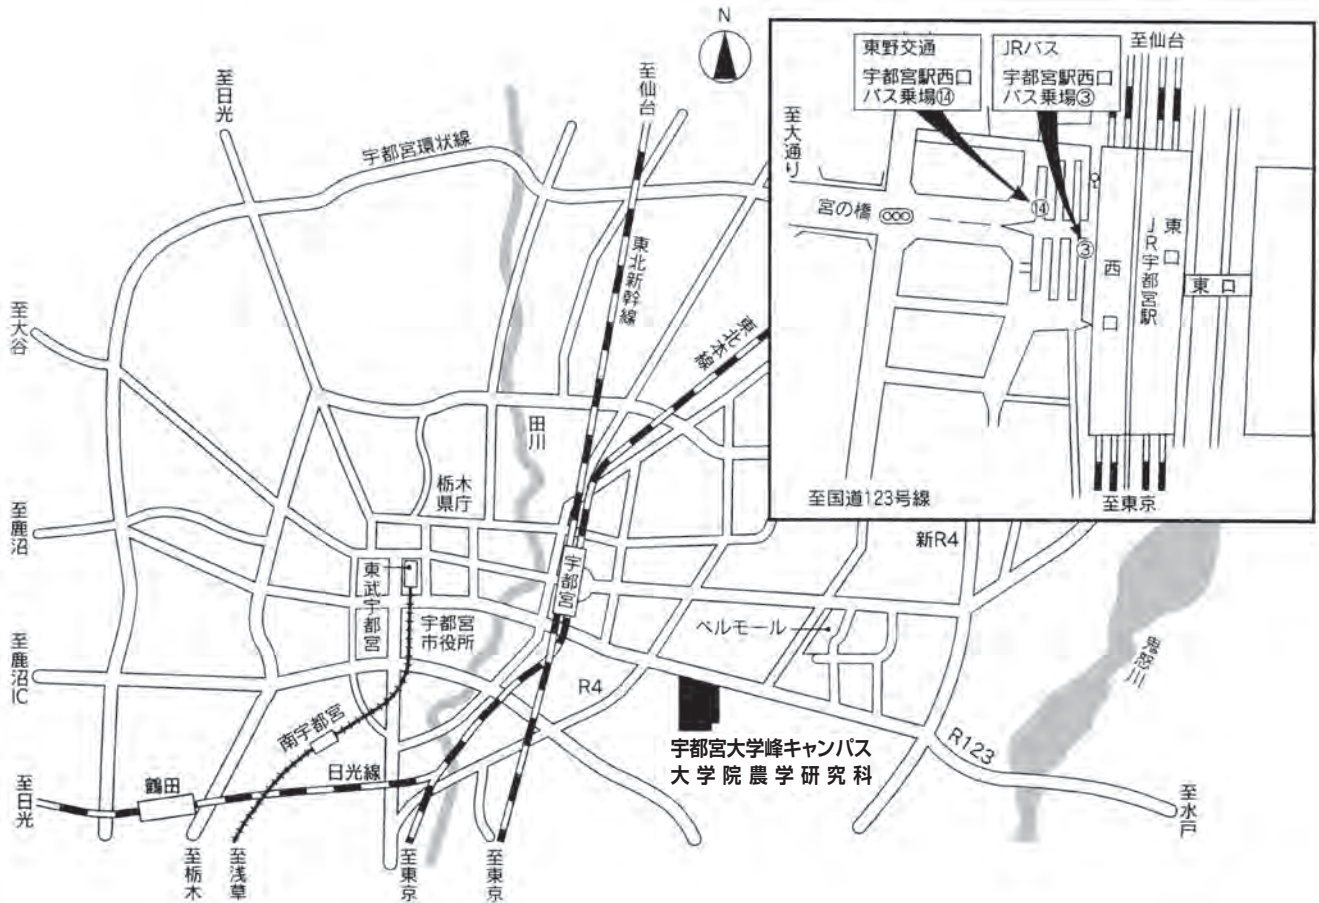 N
至日光
宇都宮環状線
至仙台
東北新幹線
東北本線
至大谷
田川
栃木
県庁
至鹿沼
東武宇都宮
宇都宮
市役所
宇都宮
至鹿沼
IC
R4
南宇都宮
日光線
鶴田
至日光
至栃木
至浅草
至東京
至東京
ベルモール
新R4
鬼怒川
R123
至水戸
宇都宮大学峰キャンパス
大学院農学研究科
東野交通
宇都宮駅西口
バス乗場⑭
JRバス
宇都宮駅西口
バス乗場③
至仙台
至大通り
宮の橋
⑭
③
西口
JR宇都宮駅
東口
東口
至国道123号線
至東京